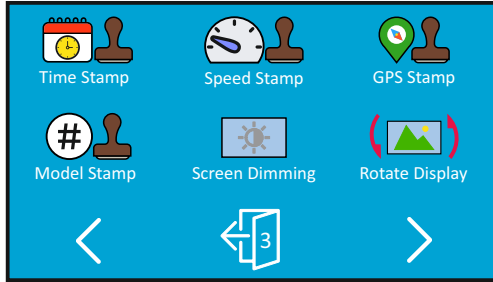 Time Stamp
Speed Stamp
GPS Stamp
#
Model Stamp
Screen Dimming
Rotate Display
3